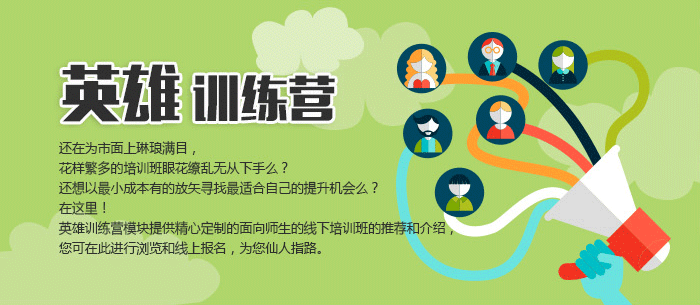 英雄训练营
还在为市面上琳琅满目，
花样繁多的培训班眼花缭乱无从下手么？
还想以最小成本有的放矢寻找最适合自己的提升机会么？
在这里！
英雄训练营模块提供精心定制的面向师生的线下培训班的推荐和介绍，
您可在此进行浏览和线上报名，为您仙人指路。